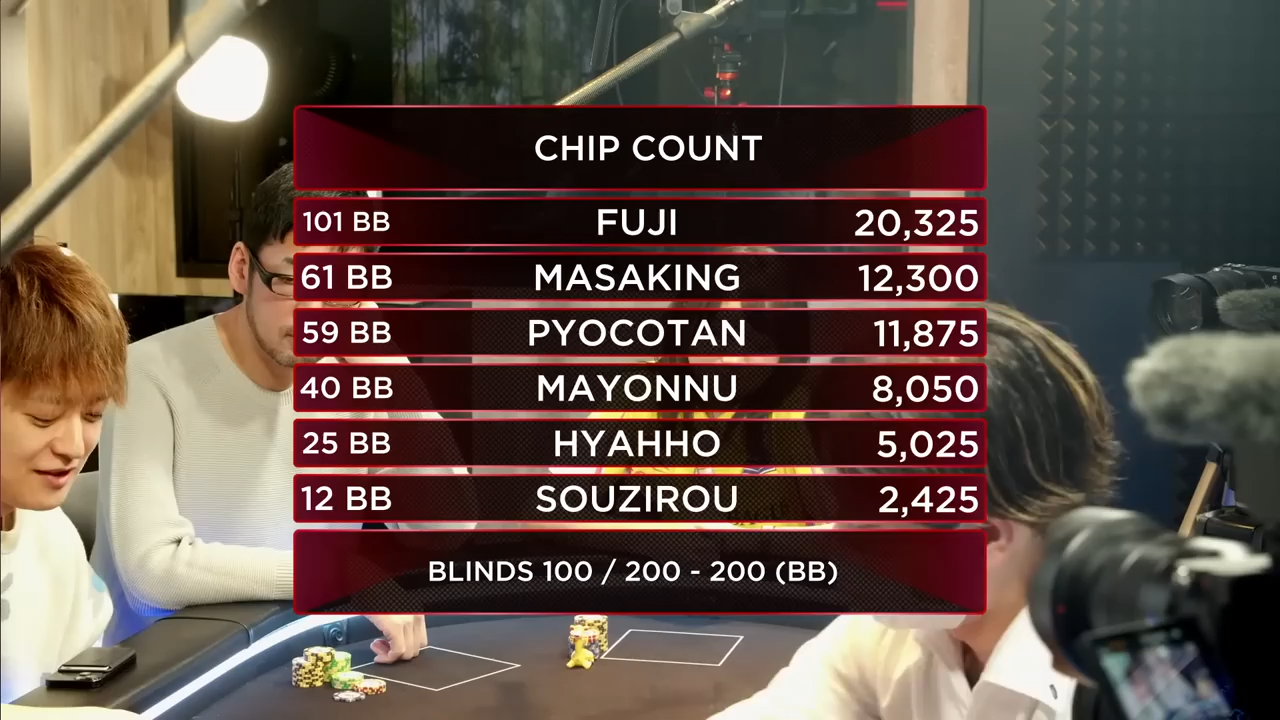 CHIP COUNT
101 BB FUJI 20,325
61 BB MASAKING 12,300
59 BB PYOCOTAN 11,875
40 BB MAYONNU 8,050
25 BB HYAHHO 5,025
12 BB SOUZIROU 2,425
BLINDS 100 / 200 - 200 (BB)